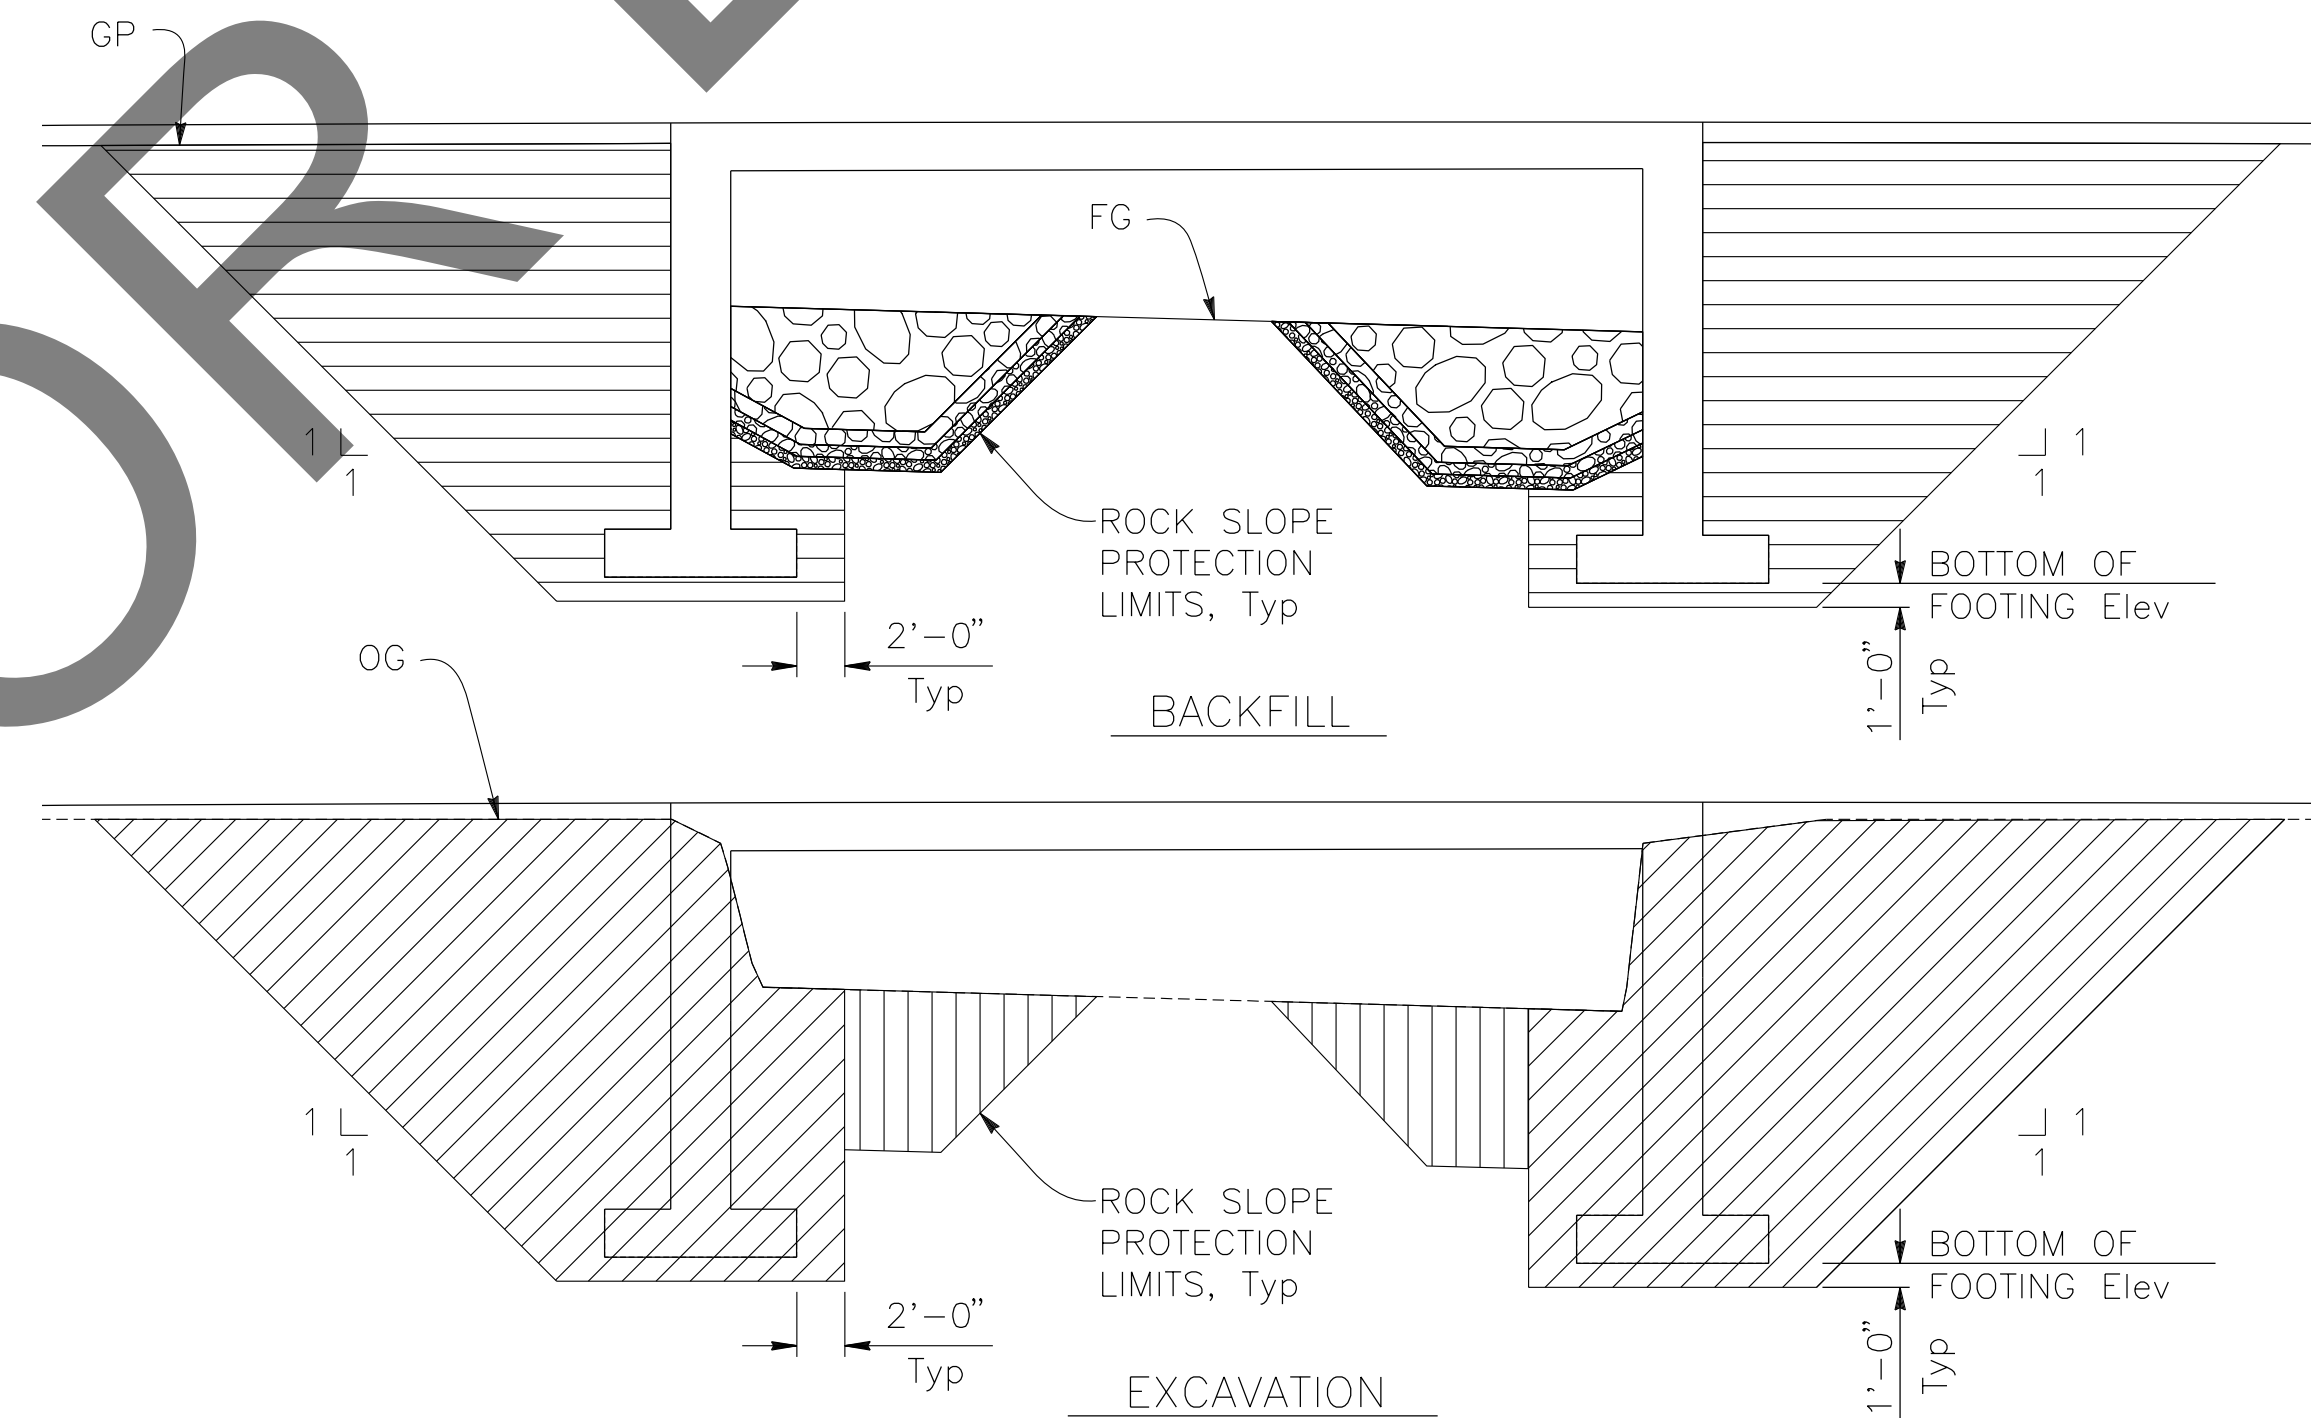 GP
FG
1
1
1
1
ROCK SLOPE
PROTECTION
LIMITS, Typ
BOTTOM OF
FOOTING Elev
2'-0"
Typ
1'-0"
Typ
BACKFILL
OG
1
1
1
1
ROCK SLOPE
PROTECTION
LIMITS, Typ
BOTTOM OF
FOOTING Elev
2'-0"
Typ
1'-0"
Typ
EXCAVATION
OR